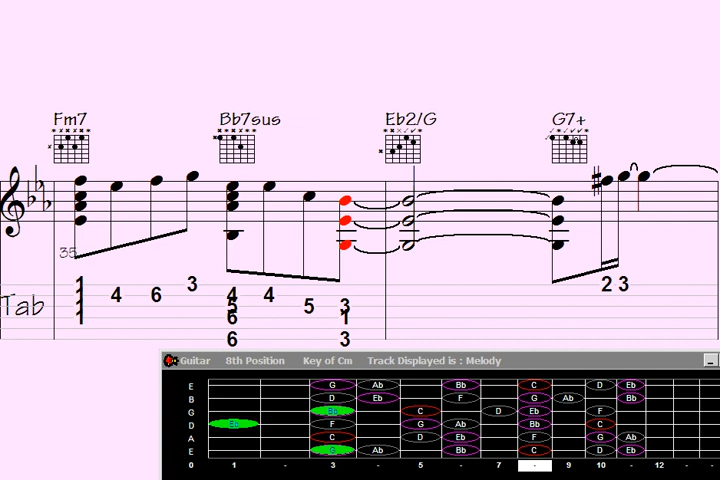 Fm7 Bb7sus Eb2/G G7+
35
1 4 6 3 4 5 6 6 4 5 3 1 3 2 3
Tab
Guitar 8th Position Key of Cm Track Displayed is : Melody
E G Ab Bb C D Eb
B D Eb F G Ab Bb
G Bb C D Eb F
D Eb F G Ab Bb C
A C D Eb F G Ab
E G Ab Bb C D Eb
0 1 - 3 - 5 - 7 - 9 10 - 12 - -